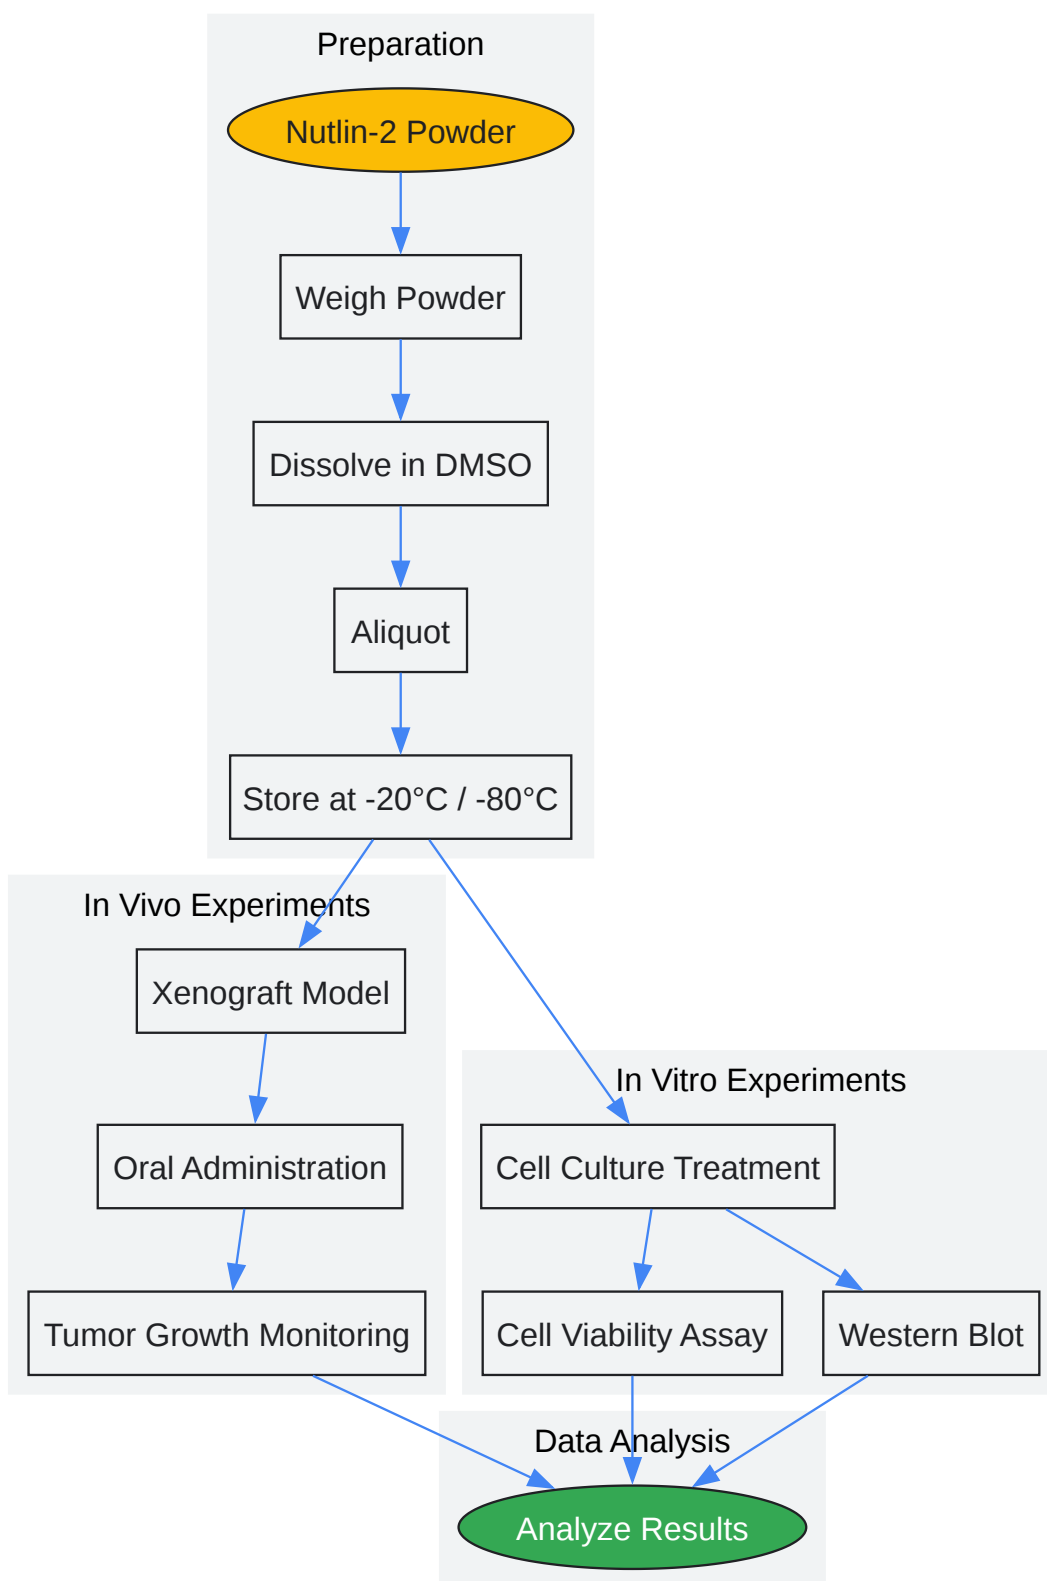 Preparation
Nutlin-2 Powder
Weigh Powder
Dissolve in DMSO
Aliquot
Store at -20°C / -80°C
In Vivo Experiments
Xenograft Model
Oral Administration
Tumor Growth Monitoring
In Vitro Experiments
Cell Culture Treatment
Cell Viability Assay
Western Blot
Data Analysis
Analyze Results